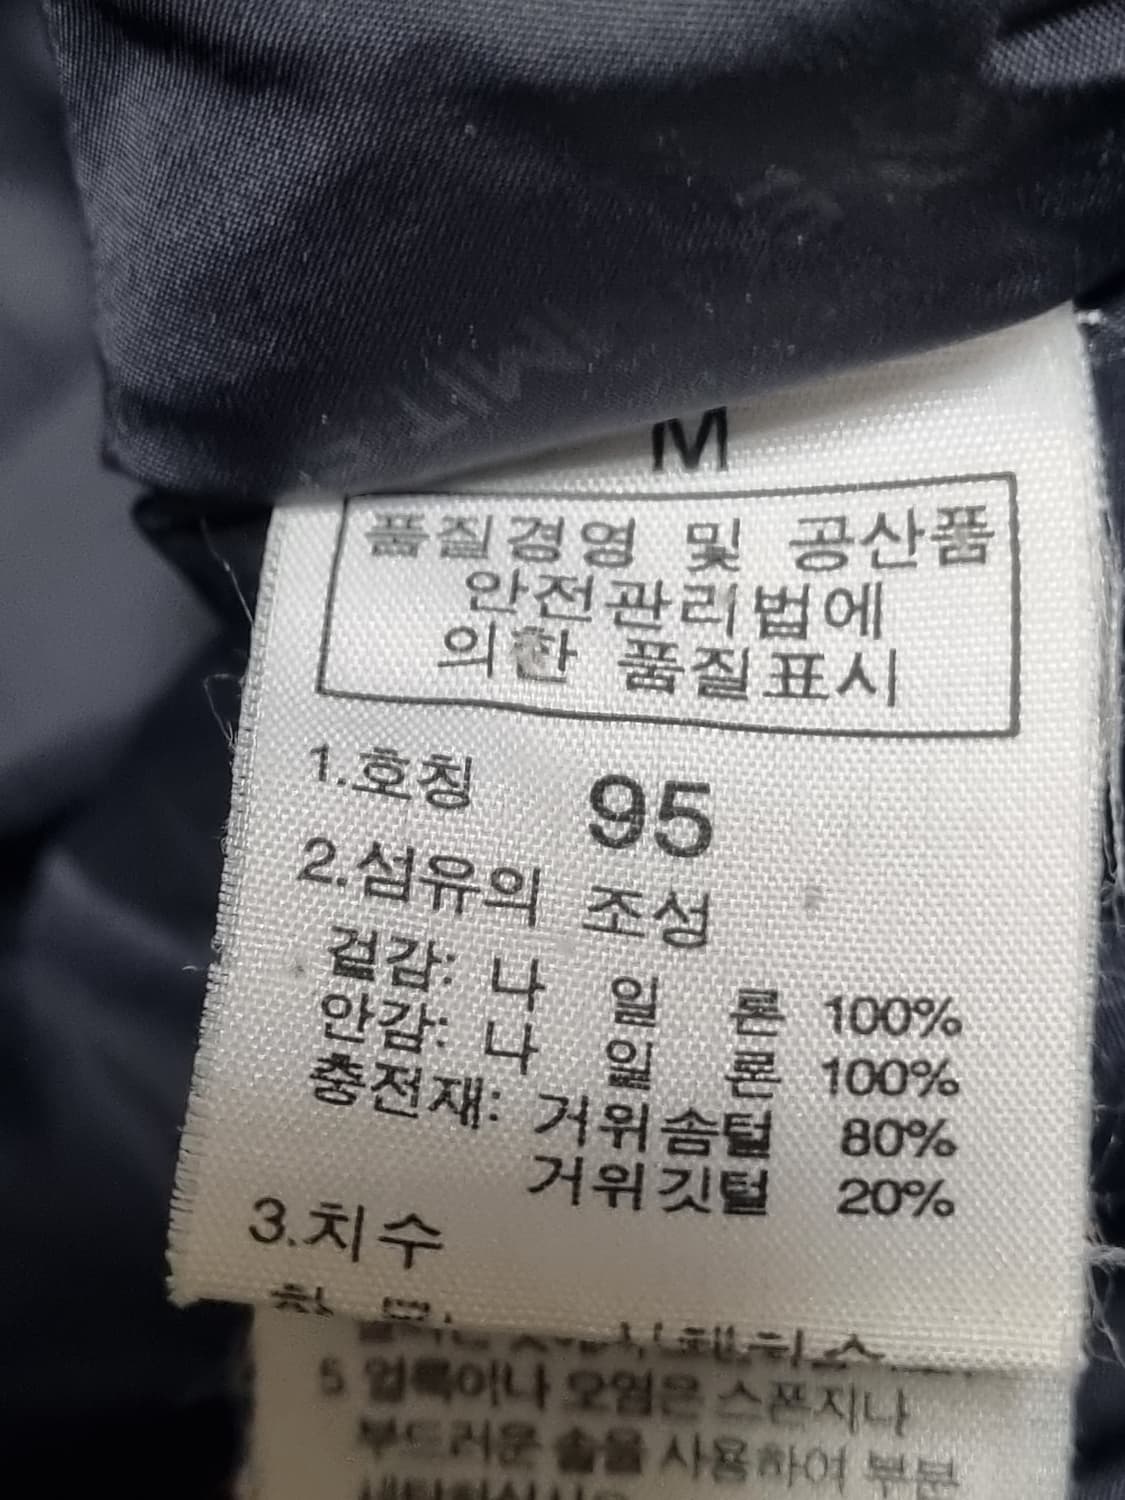 M
품질경영 및 공산품
안전관리법에
의한 품질표시
1.호칭 95
2.섬유의 조성
겉감: 나 일 론 100%
안감: 나 일 론 100%
충전재: 거위솜털 80%
거위깃털 20%
3.치수
5 얼룩이나 오염은 스폰지나
부드러운 솔을 사용하여 부분